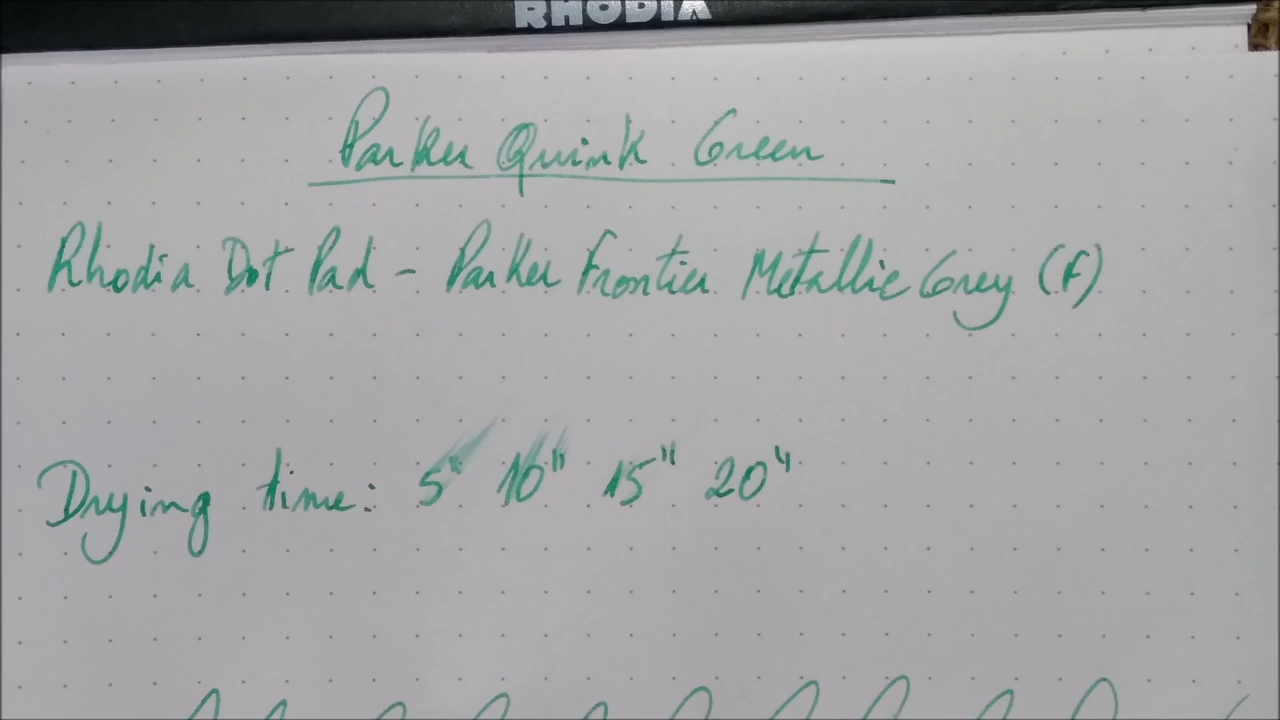 RHODIA
Parker Quink Green
Rhodia Dot Pad - Parker Frontier Metallic Grey (F)
Drying time: 5" 10" 15" 20"